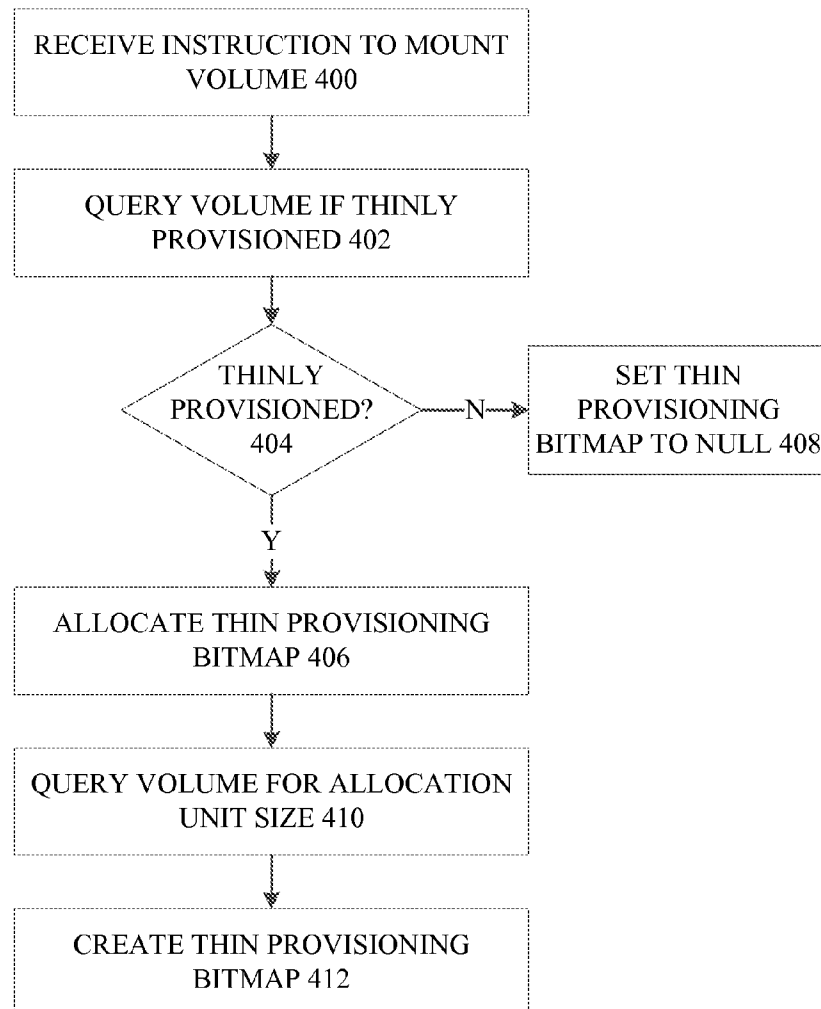 RECEIVE INSTRUCTION TO MOUNT
VOLUME 400
QUERY VOLUME IF THINLY
PROVISIONED 402
THINLY
PROVISIONED?
404
N
SET THIN
PROVISIONING
BITMAP TO NULL 408
Y
ALLOCATE THIN PROVISIONING
BITMAP 406
QUERY VOLUME FOR ALLOCATION
UNIT SIZE 410
CREATE THIN PROVISIONING
BITMAP 412